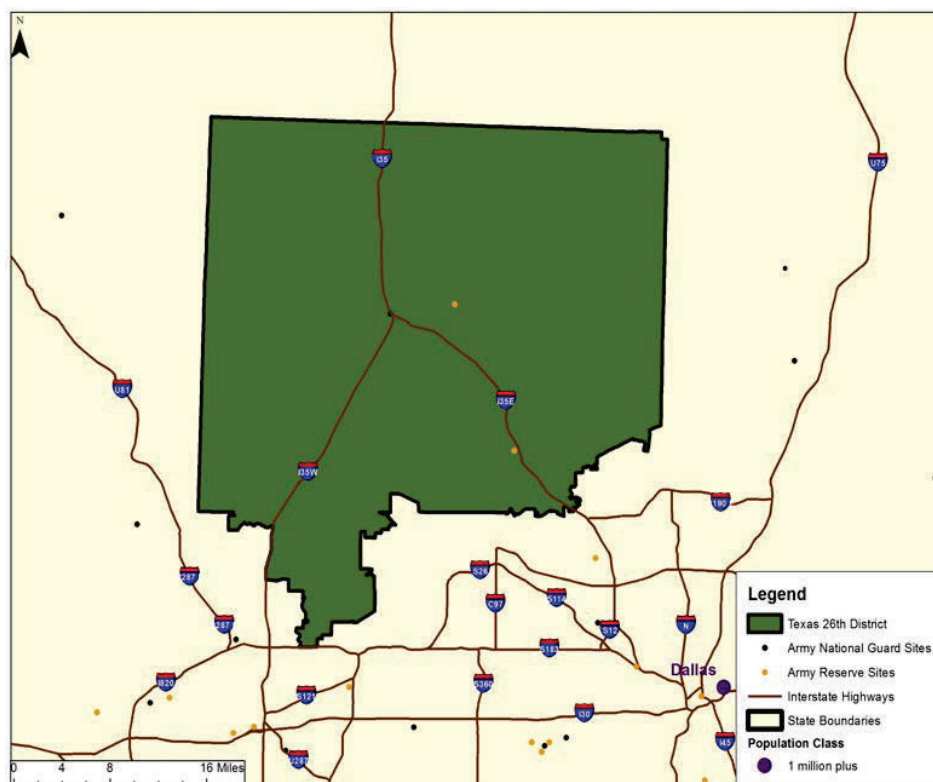 N
I35
U75
U81
I35E
I35W
190
287
S26
C97
S114
287
S12
N
S183
Dallas
I820
S121
S360
I30
U287
I45
0 4 8 16 Miles
Legend
Texas 26th District
Army National Guard Sites
Army Reserve Sites
Interstate Highways
State Boundaries
Population Class
1 million plus